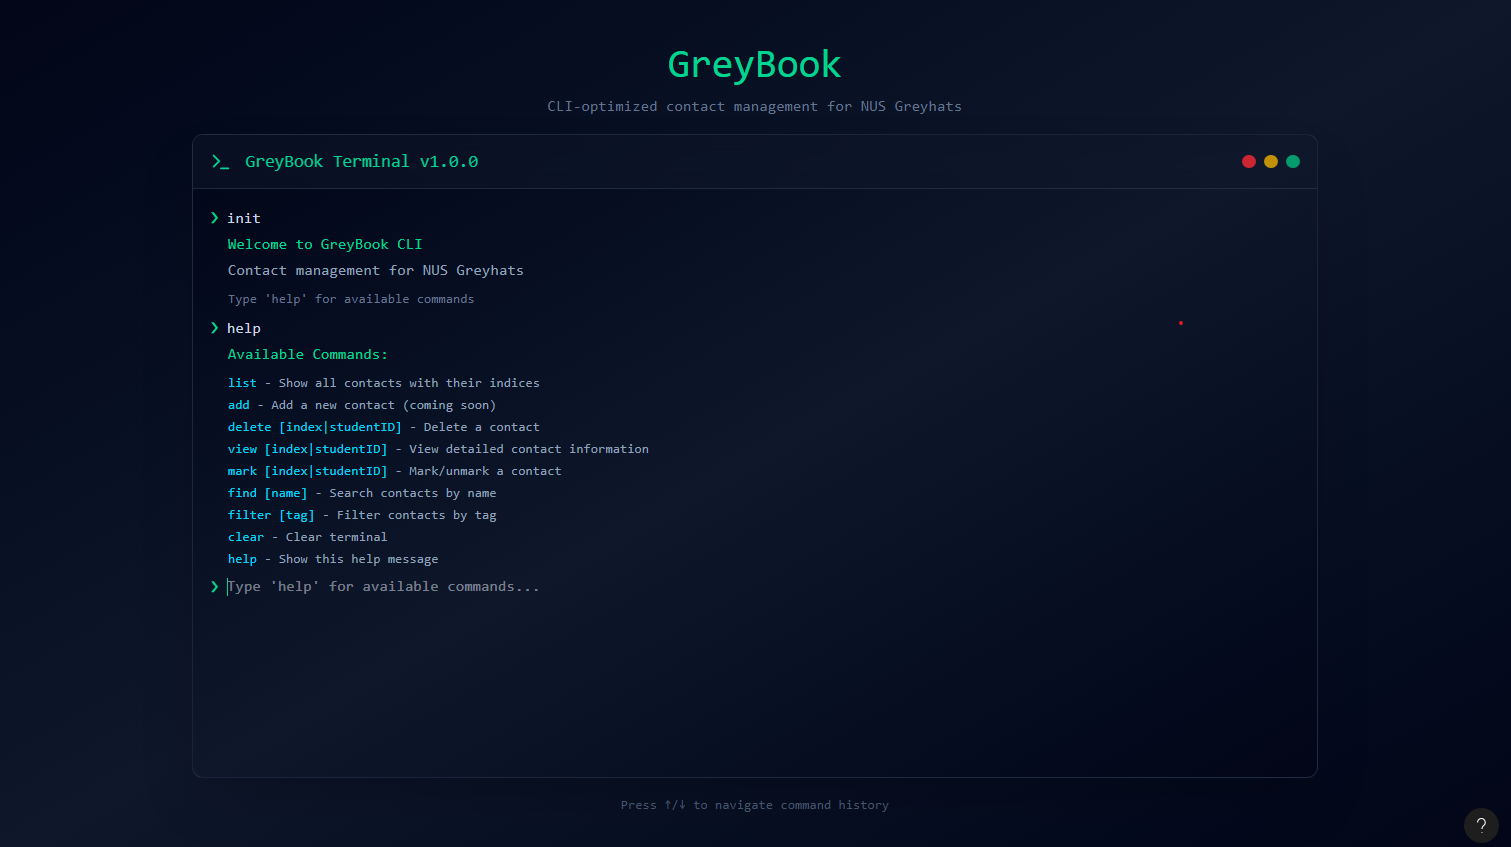 GreyBook
CLI-optimized contact management for NUS Greyhats
>_ GreyBook Terminal v1.0.0
❯ init
Welcome to GreyBook CLI
Contact management for NUS Greyhats
Type 'help' for available commands
❯ help
Available Commands:
list - Show all contacts with their indices
add - Add a new contact (coming soon)
delete [index|studentID] - Delete a contact
view [index|studentID] - View detailed contact information
mark [index|studentID] - Mark/unmark a contact
find [name] - Search contacts by name
filter [tag] - Filter contacts by tag
clear - Clear terminal
help - Show this help message
❯ Type 'help' for available commands...
Press ↑/↓ to navigate command history
?